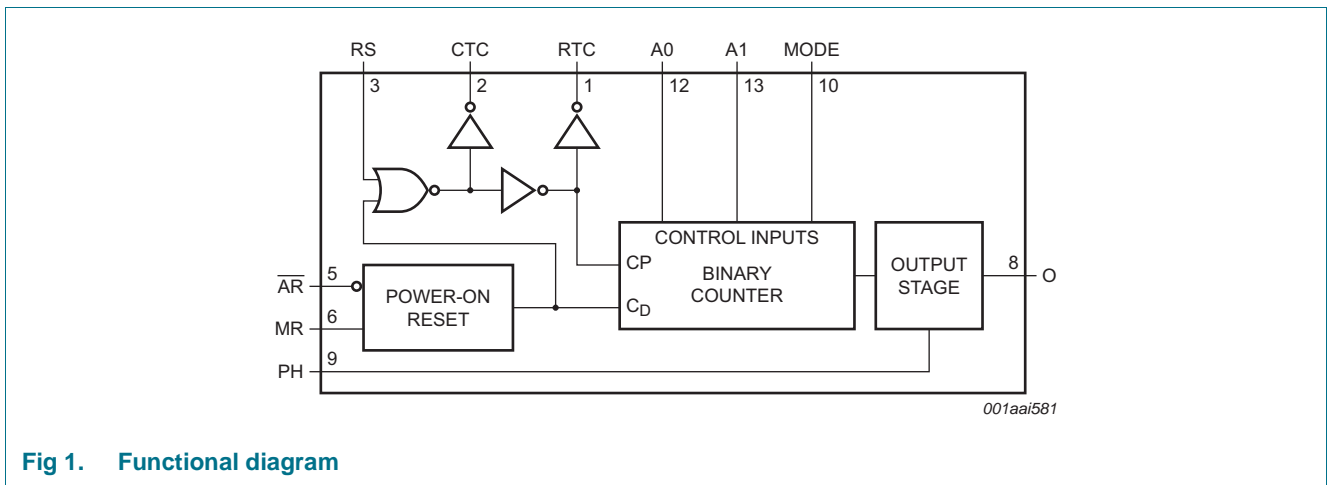 RS CTC RTC A0 A1 MODE
3 2 1 12 13 10
CONTROL INPUTS
CP BINARY COUNTER
C_D
OUTPUT STAGE
8 O
AR 5
POWER-ON RESET
MR 6
PH 9
001aai581
Fig 1. Functional diagram